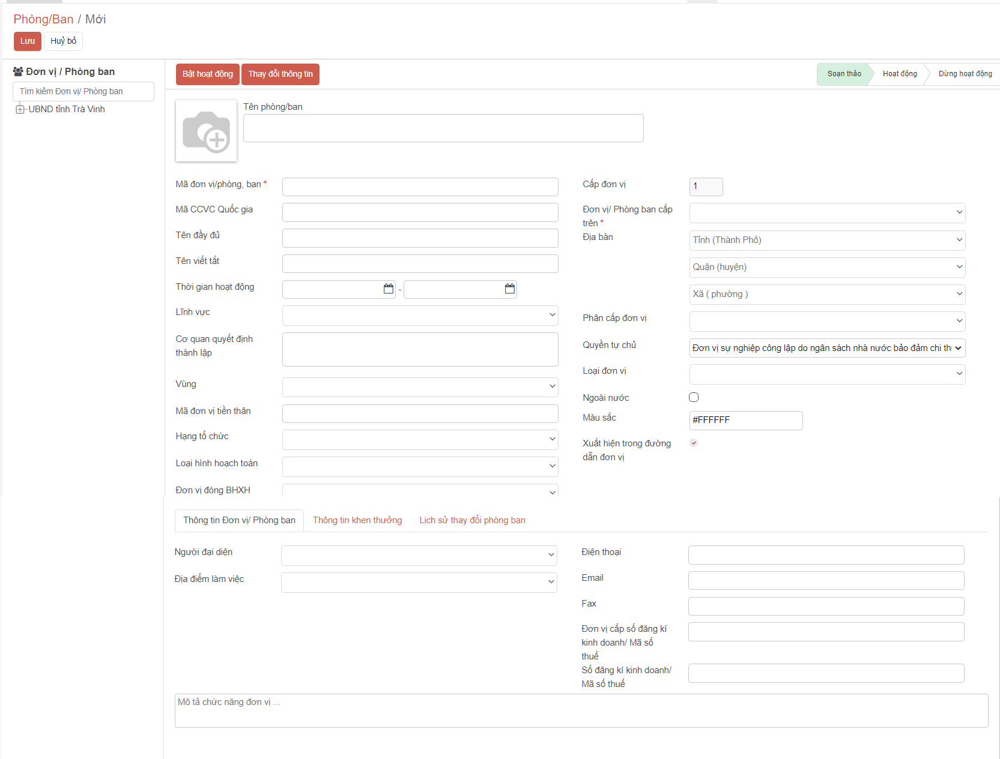 Phòng/Ban / Mới
Lưu
Huỷ bỏ
Đơn vị / Phòng ban
Tìm kiếm Đơn vị/ Phòng ban
UBND tỉnh Trà Vinh
Bật hoạt động
Thay đổi thông tin
Soạn thảo
Hoạt động
Dừng hoạt động
Tên phòng/ban
Mã đơn vị/phòng, ban *
Mã CCVC Quốc gia
Tên đầy đủ
Tên viết tắt
Thời gian hoạt động
-
Lĩnh vực
Cơ quan quyết định
thành lập
Vùng
Mã đơn vị tiền thân
Hạng tổ chức
Loại hình hoạch toán
Đơn vị đóng BHXH
Cấp đơn vị
1
Đơn vị/ Phòng ban cấp
trên *
Địa bàn
Tỉnh (Thành Phố)
Quận (huyện)
Xã ( phường )
Phân cấp đơn vị
Quyền tự chủ
Đơn vị sự nghiệp công lập do ngân sách nhà nước bảo đảm chi thư
Loại đơn vị
Ngoài nước
Màu sắc
#FFFFFF
Xuất hiện trong đường
dẫn đơn vị
Thông tin Đơn vị/ Phòng ban
Thông tin khen thưởng
Lịch sử thay đổi phòng ban
Người đại diện
Địa điểm làm việc
Điện thoại
Email
Fax
Đơn vị cấp số đăng kí
kinh doanh/ Mã số
thuế
Số đăng kí kinh doanh/
Mã số thuế
Mô tả chức năng đơn vị ...